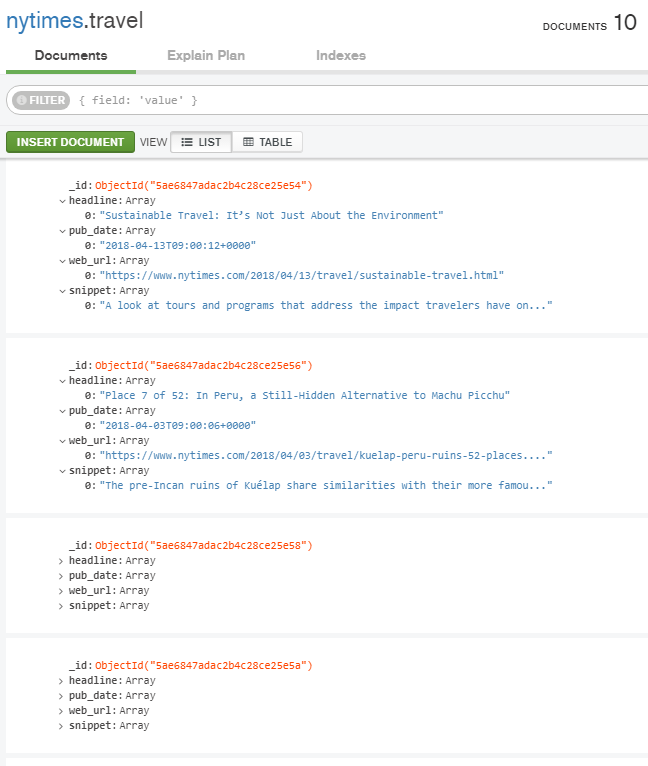 nytimes.travel
DOCUMENTS 10
Documents Explain Plan Indexes
FILTER { field: 'value' }
INSERT DOCUMENT VIEW LIST TABLE
_id: ObjectId("5ae6847adac2b4c28ce25e54")
headline: Array
0: "Sustainable Travel: It’s Not Just About the Environment"
pub_date: Array
0: "2018-04-13T09:00:12+0000"
web_url: Array
0: "https://www.nytimes.com/2018/04/13/travel/sustainable-travel.html"
snippet: Array
0: "A look at tours and programs that address the impact travelers have on..."
_id: ObjectId("5ae6847adac2b4c28ce25e56")
headline: Array
0: "Place 7 of 52: In Peru, a Still-Hidden Alternative to Machu Picchu"
pub_date: Array
0: "2018-04-03T09:00:06+0000"
web_url: Array
0: "https://www.nytimes.com/2018/04/03/travel/kuelap-peru-ruins-52-places...."
snippet: Array
0: "The pre-Incan ruins of Kuélap share similarities with their more famou..."
_id: ObjectId("5ae6847adac2b4c28ce25e58")
headline: Array
pub_date: Array
web_url: Array
snippet: Array
_id: ObjectId("5ae6847adac2b4c28ce25e5a")
headline: Array
pub_date: Array
web_url: Array
snippet: Array